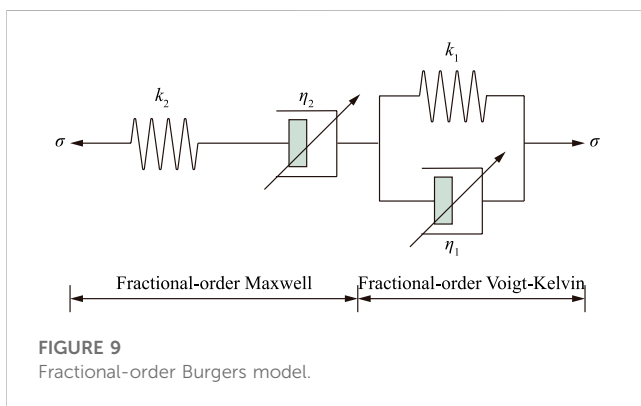 k₁
k₂
η₂
σ
σ
η₁
Fractional-order Maxwell
Fractional-order Voigt-Kelvin
FIGURE 9
Fractional-order Burgers model.